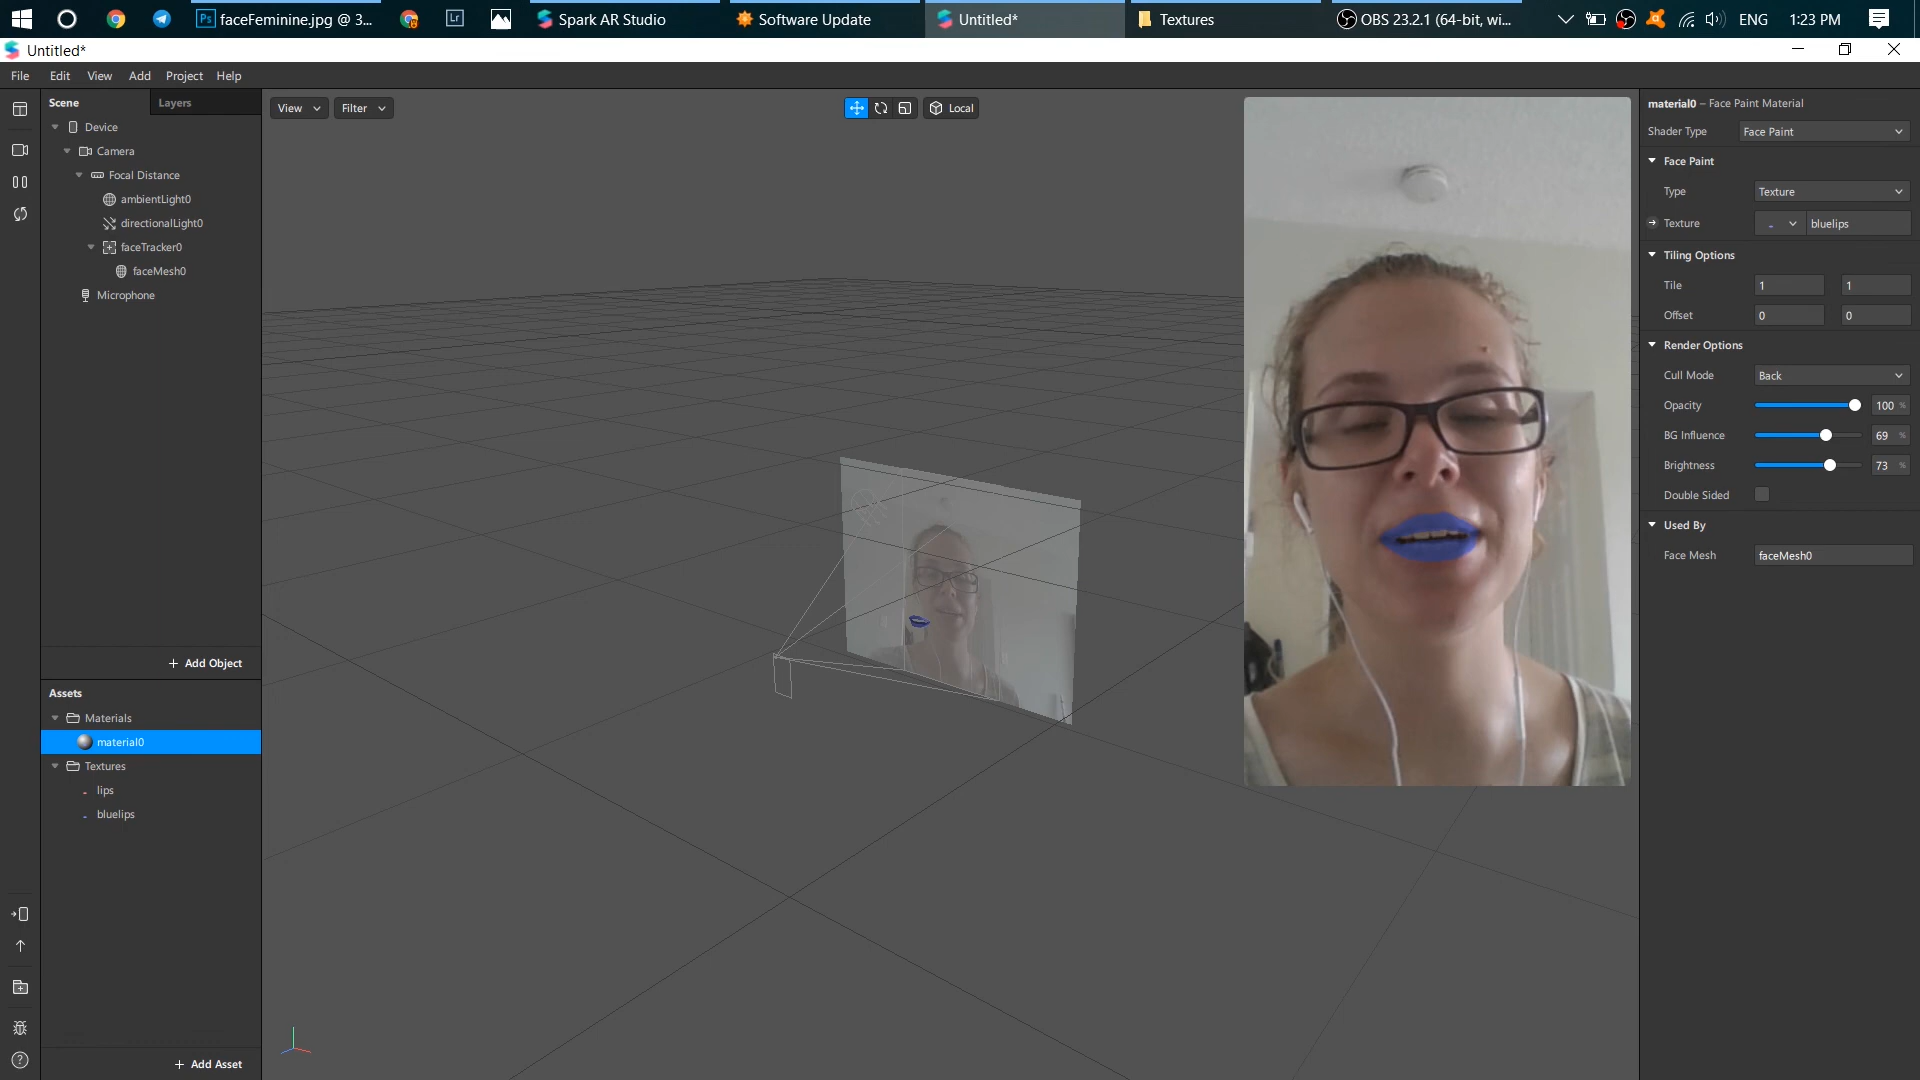 Ps faceFeminine.jpg @ 3...
Lr
Spark AR Studio
Software Update
Untitled*
Textures
OBS 23.2.1 (64-bit, wi...
ENG
1:23 PM
Untitled*
File Edit View Add Project Help
Scene
Layers
Device
Camera
Focal Distance
ambientLight0
directionalLight0
faceTracker0
faceMesh0
Microphone
+ Add Object
Assets
Materials
material0
Textures
lips
bluelips
+ Add Asset
View
Filter
Local
material0 – Face Paint Material
Shader Type Face Paint
Face Paint
Type Texture
Texture bluelips
Tiling Options
Tile 1 1
Offset 0 0
Render Options
Cull Mode Back
Opacity 100 %
BG Influence 69 %
Brightness 73 %
Double Sided
Used By
Face Mesh faceMesh0